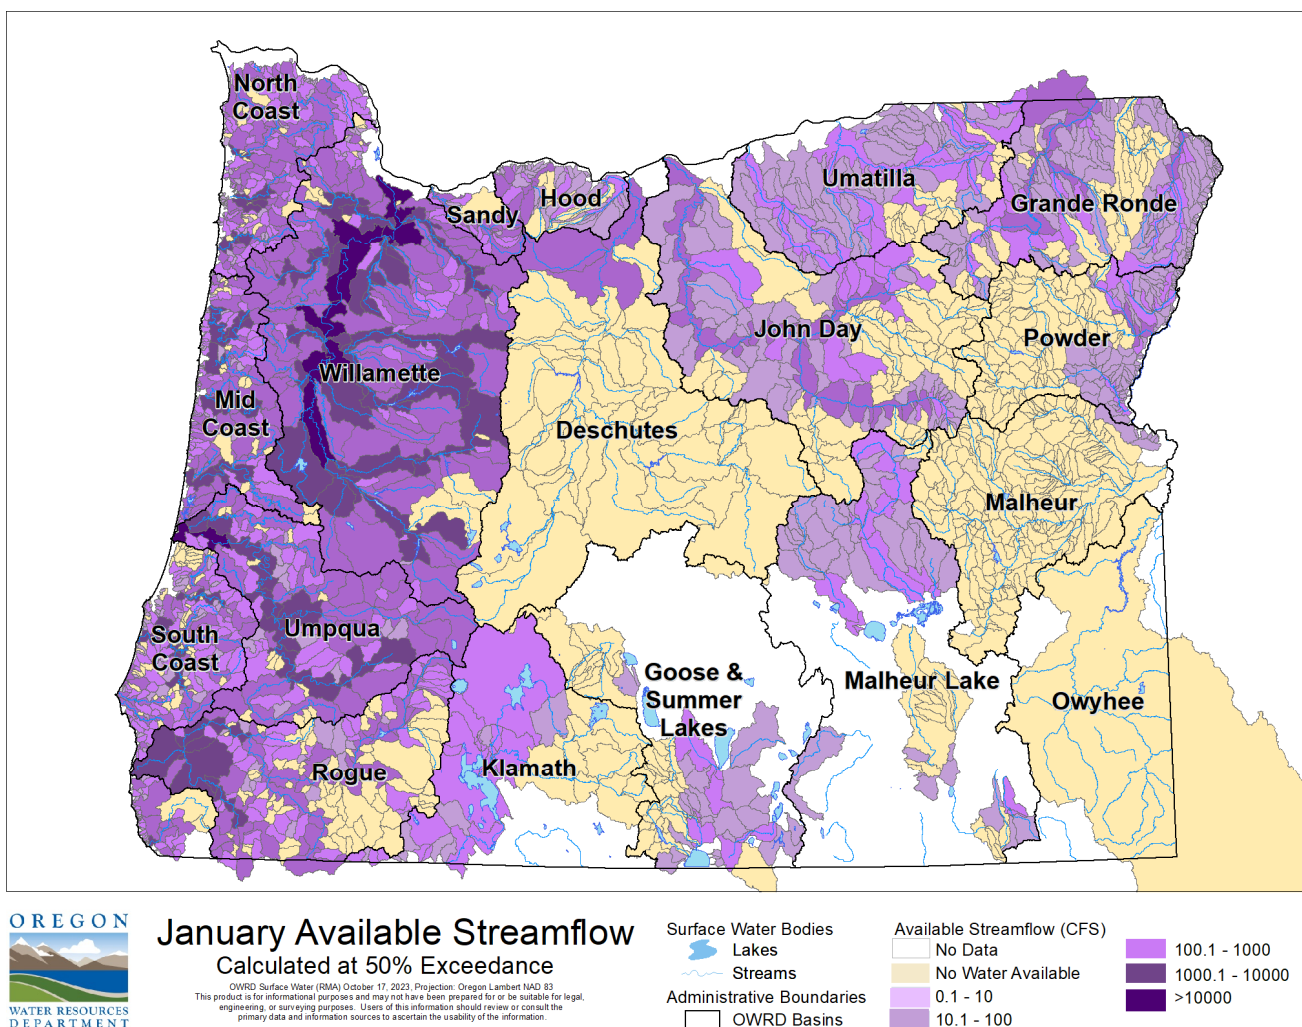 North
Coast
Sandy
Hood
Umatilla
Grande Ronde
John Day
Powder
Willamette
Mid
Coast
Deschutes
Malheur
South
Coast
Umpqua
Goose &
Summer
Lakes
Malheur Lake
Owyhee
Rogue
Klamath
OREGON
WATER RESOURCES
DEPARTMENT
January Available Streamflow
Calculated at 50% Exceedance
OWRD Surface Water (RMA) October 17, 2023, Projection: Oregon Lambert NAD 83
This product is for informational purposes and may not have been prepared for or be suitable for legal,
engineering, or surveying purposes. Users of this information should review or consult the
primary data and information sources to ascertain the usability of the information.
Surface Water Bodies
Lakes
Streams
Administrative Boundaries
OWRD Basins
Available Streamflow (CFS)
No Data
No Water Available
0.1 - 10
10.1 - 100
100.1 - 1000
1000.1 - 10000
>10000